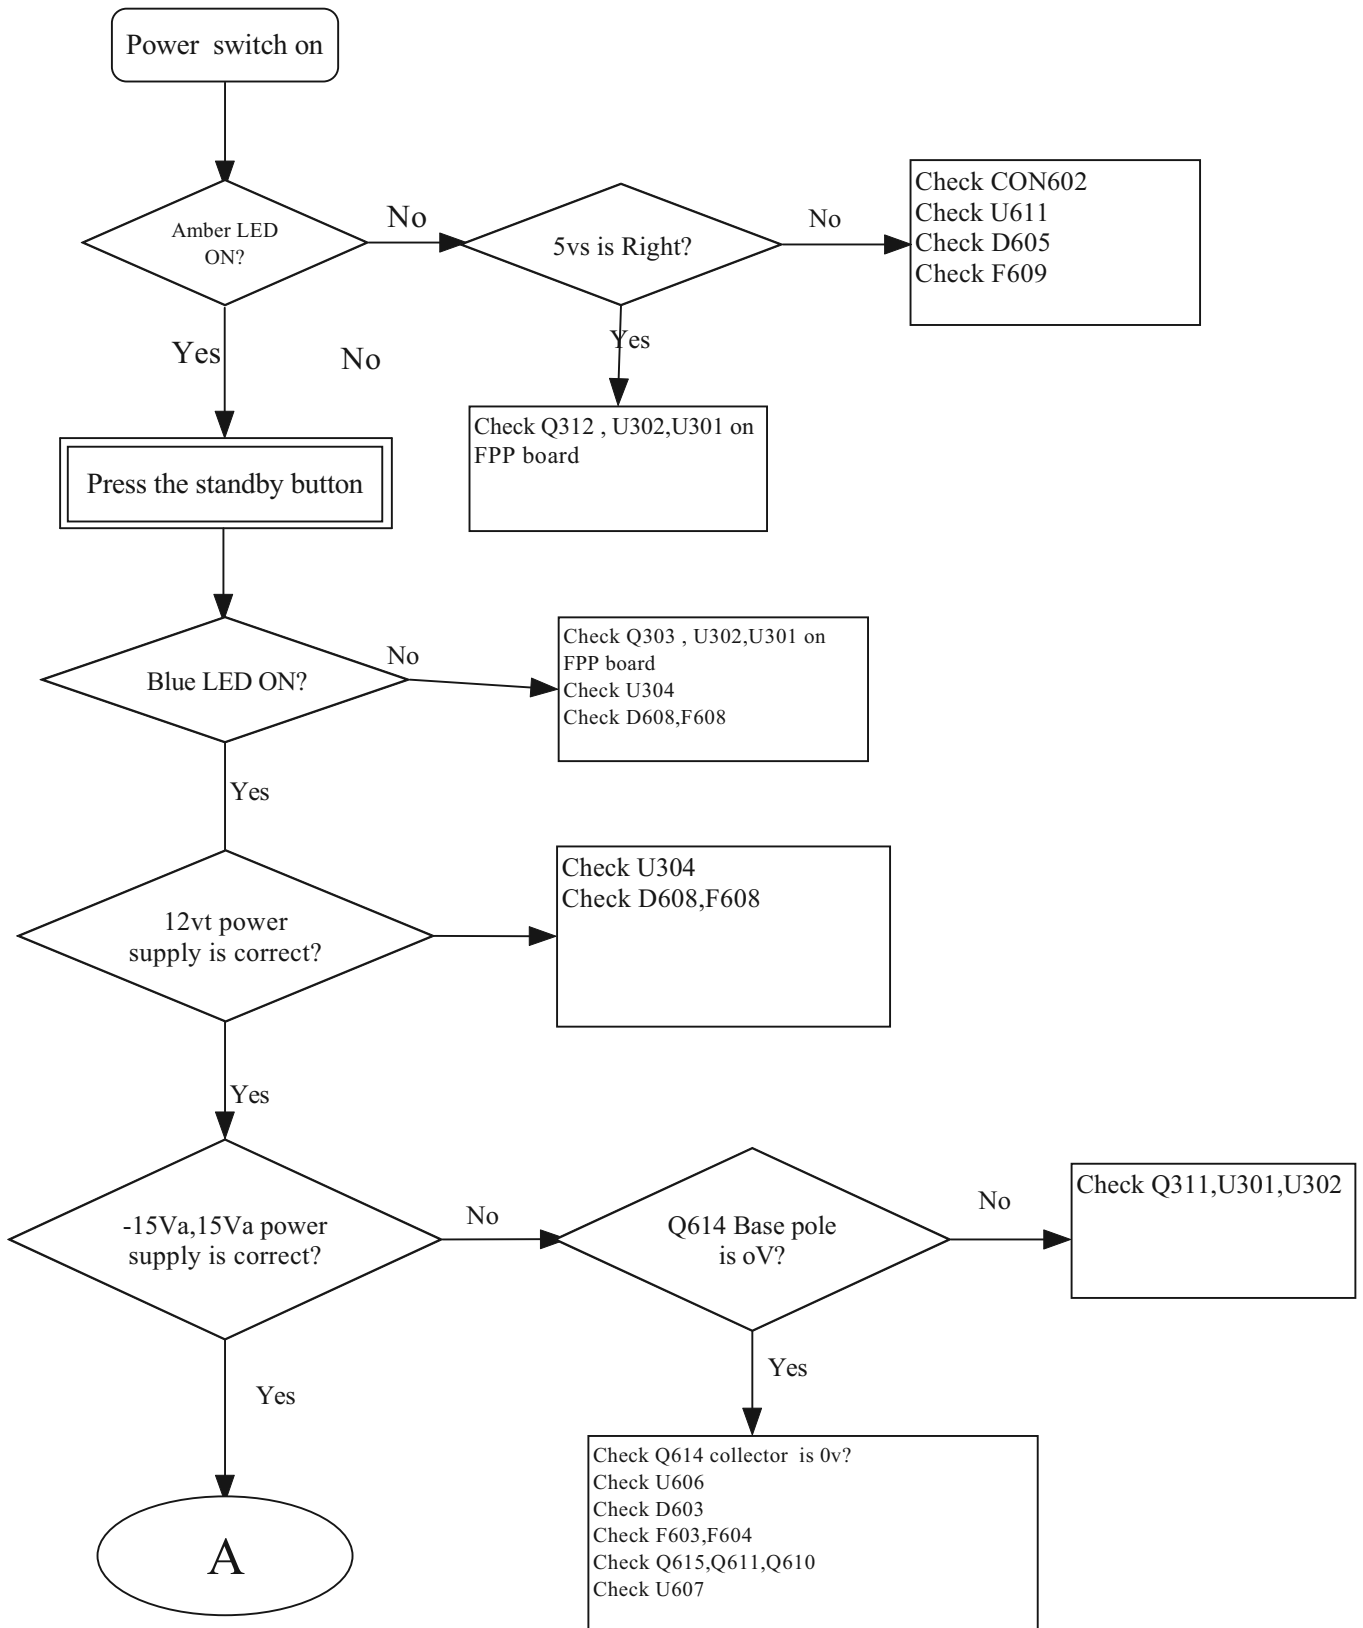 Power switch on
Amber LED
ON?
No
5vs is Right?
No
Check CON602
Check U611
Check D605
Check F609
Yes
No
Yes
Check Q312 , U302,U301 on
FPP board
Press the standby button
Blue LED ON?
No
Check Q303 , U302,U301 on
FPP board
Check U304
Check D608,F608
Yes
12vt power
supply is correct?
Check U304
Check D608,F608
Yes
-15Va,15Va power
supply is correct?
No
Q614 Base pole
is oV?
No
Check Q311,U301,U302
Yes
Yes
Check Q614 collector is 0v?
Check U606
Check D603
Check F603,F604
Check Q615,Q611,Q610
Check U607
A